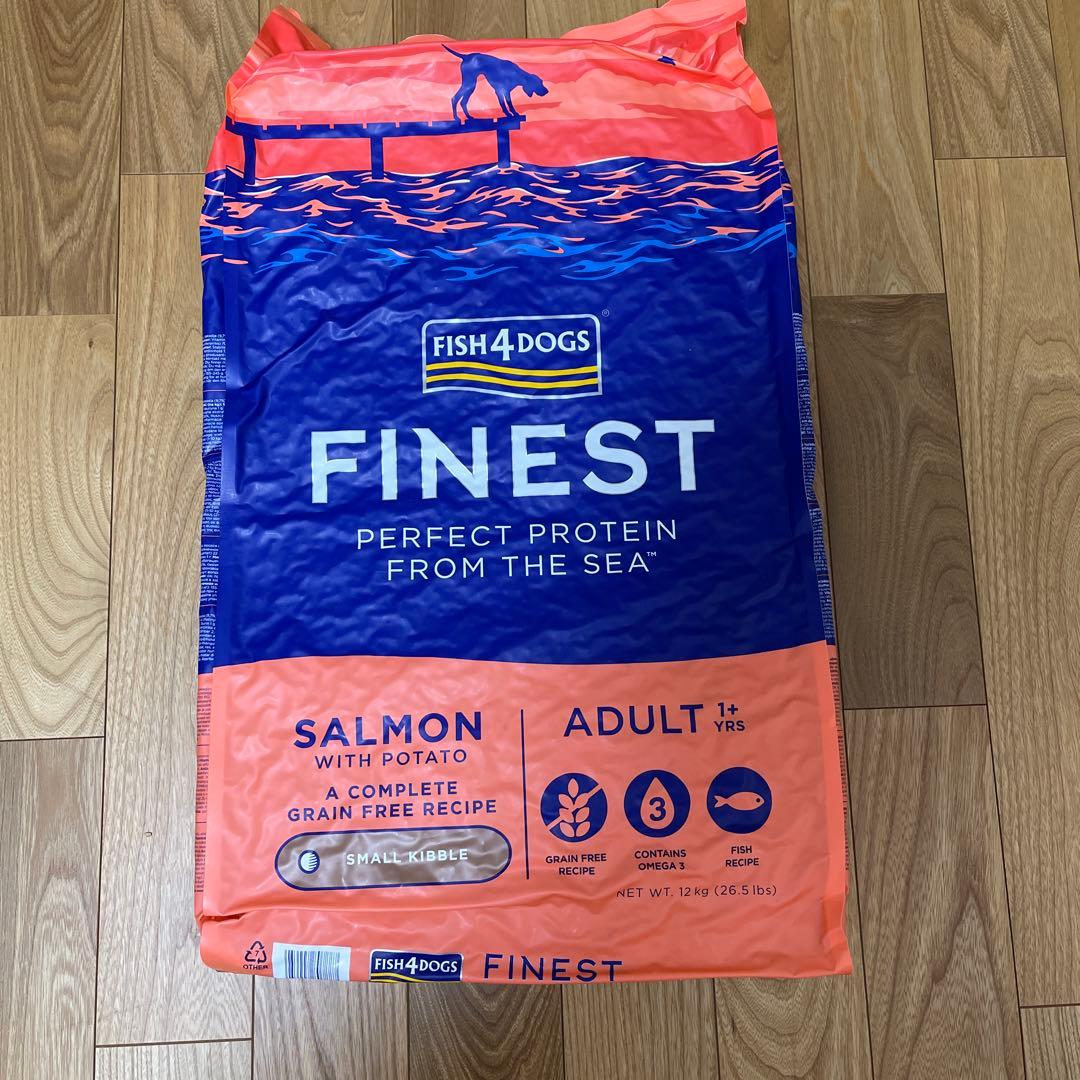 FISH4DOGS
®
FINEST
PERFECT PROTEIN
FROM THE SEA™
SALMON
WITH POTATO
A COMPLETE
GRAIN FREE RECIPE
SMALL KIBBLE
ADULT 1+
YRS
3
GRAIN FREE
RECIPE
CONTAINS
OMEGA 3
FISH
RECIPE
NET WT. 12kg (26.5 lbs)
7
OTHER
FISH4DOGS
FINEST